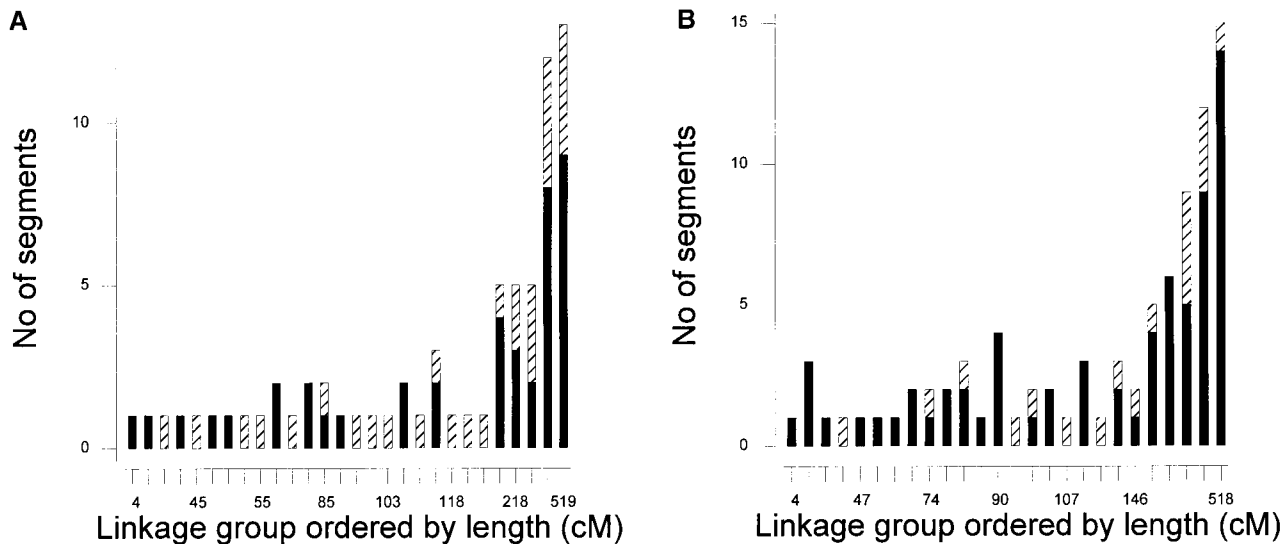 A
No of segments
10
5
0
4 45 55 85 103 118 218 519
Linkage group ordered by length (cM)
B
No of segments
15
10
5
0
4 47 74 90 107 146 518
Linkage group ordered by length (cM)